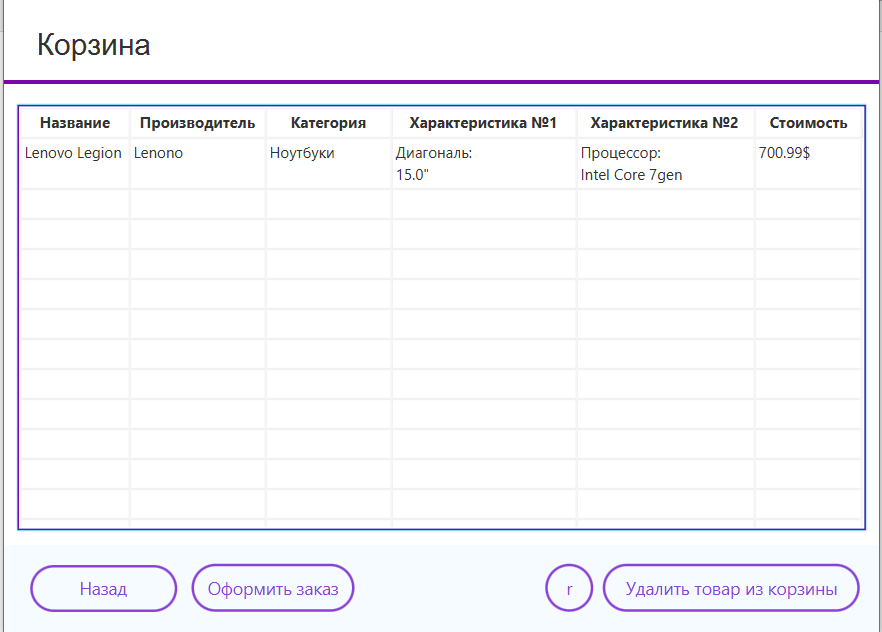 Корзина
Название Производитель Категория Характеристика №1 Характеристика №2 Стоимость
Lenovo Legion Lenono Ноутбуки Диагональ: Процессор: 700.99$
15.0" Intel Core 7gen
Назад Оформить заказ r Удалить товар из корзины